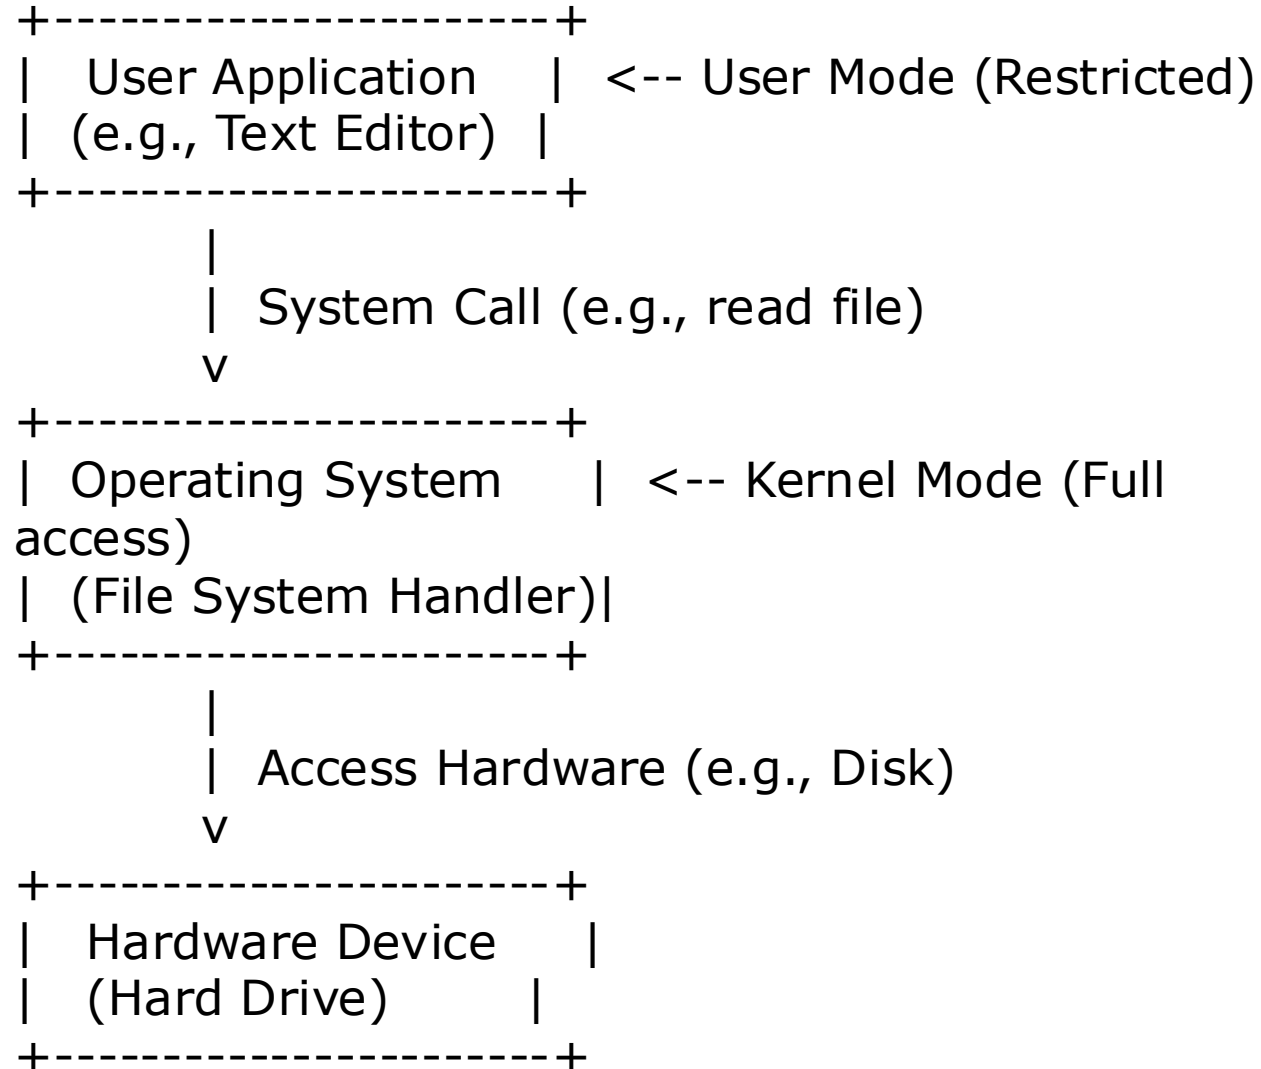 +-----------------------+
|   User Application     |  <-- User Mode (Restricted)
|  (e.g., Text Editor)  |
+-----------------------+
            |
            |  System Call (e.g., read file)
            v
+-----------------------+
|  Operating System     |  <-- Kernel Mode (Full
access)
|  (File System Handler)|
+-----------------------+
            |
            |  Access Hardware (e.g., Disk)
            v
+-----------------------+
|   Hardware Device     |
|   (Hard Drive)        |
+-----------------------+